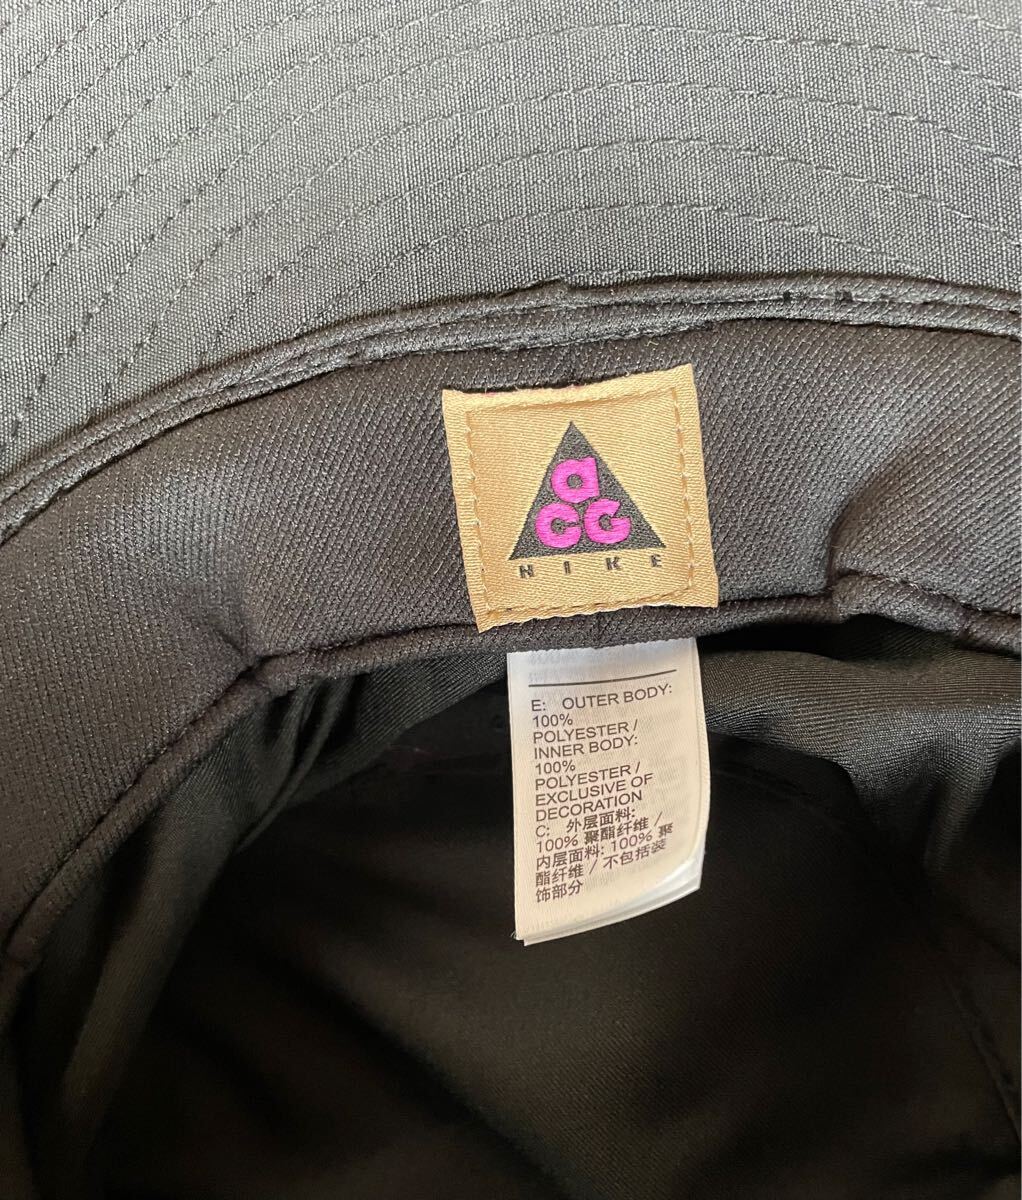 a
CG
NIKE
E: OUTER BODY:
100%
POLYESTER /
INNER BODY:
100%
POLYESTER /
EXCLUSIVE OF
DECORATION
C: 外层面料:
100% 聚酯纤维 /
内层面料: 100% 聚
酯纤维 / 不包括装
饰部分